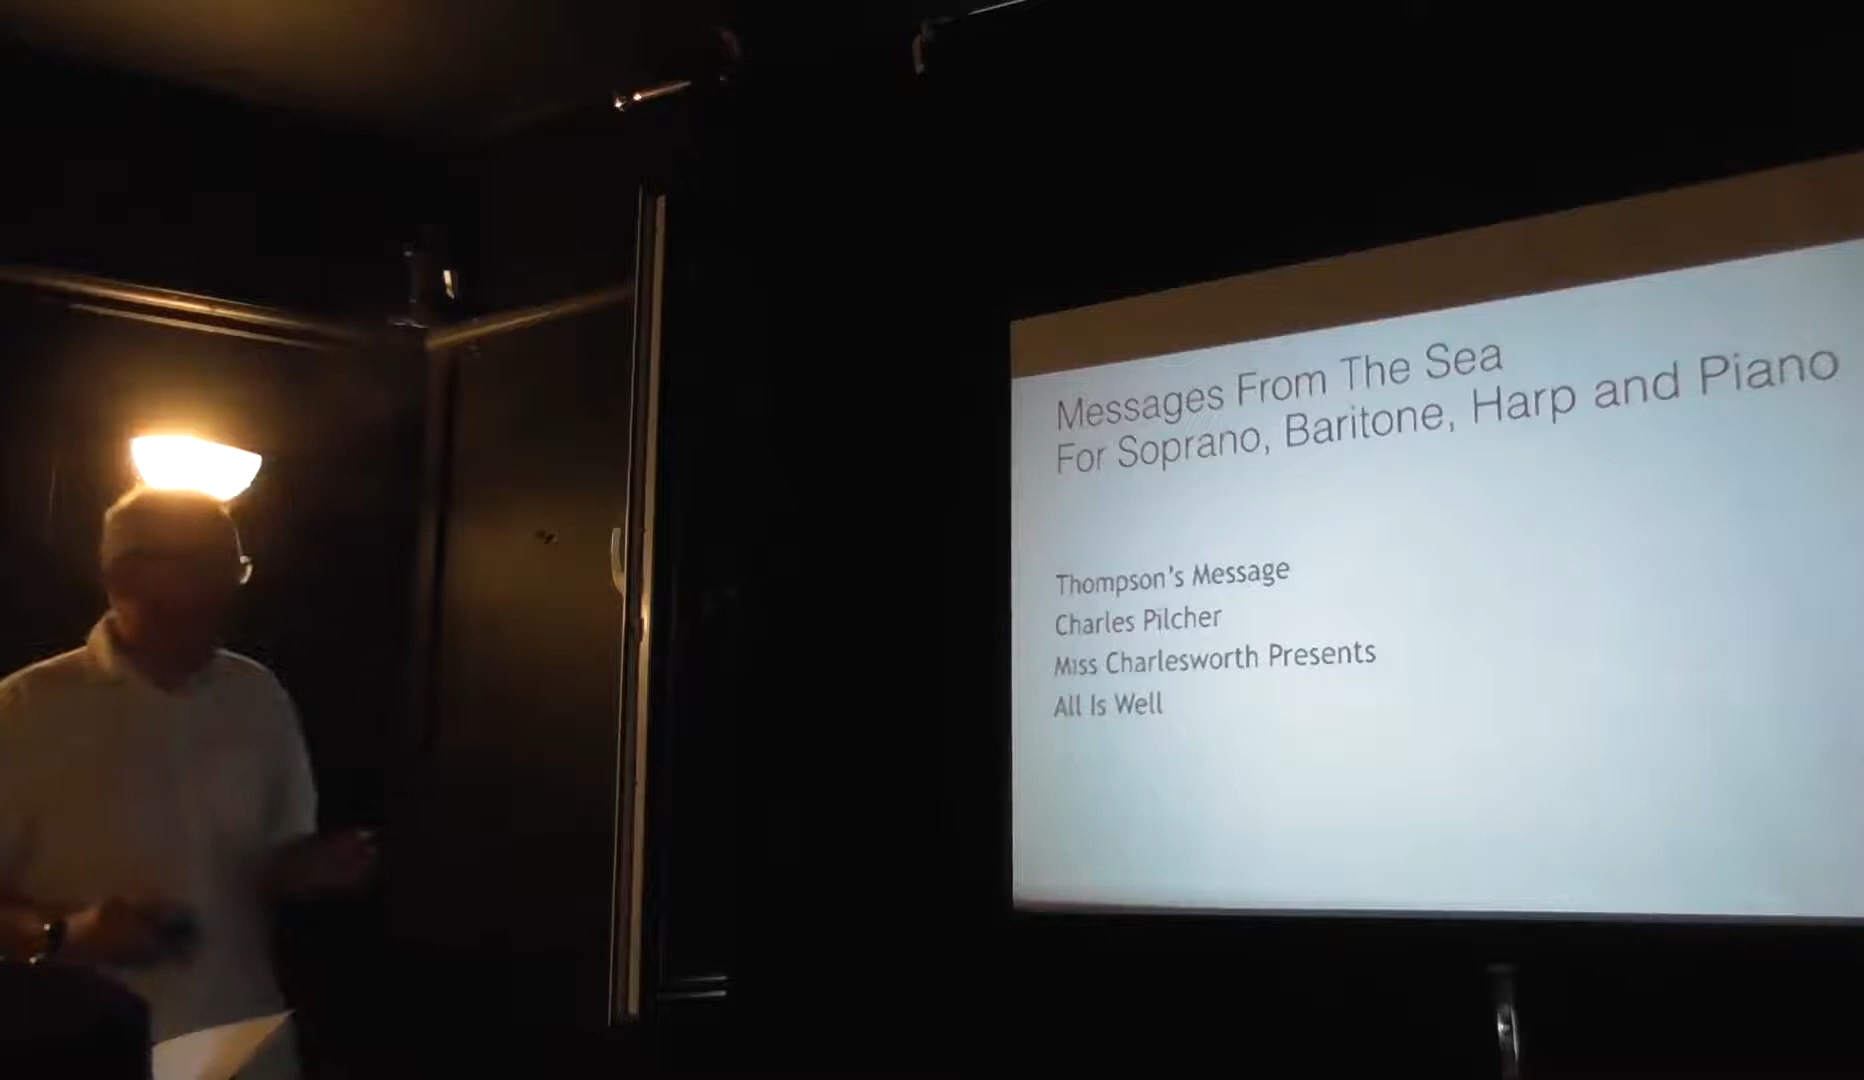 Messages From The Sea
For Soprano, Baritone, Harp and Piano
Thompson's Message
Charles Pilcher
Miss Charlesworth Presents
All Is Well